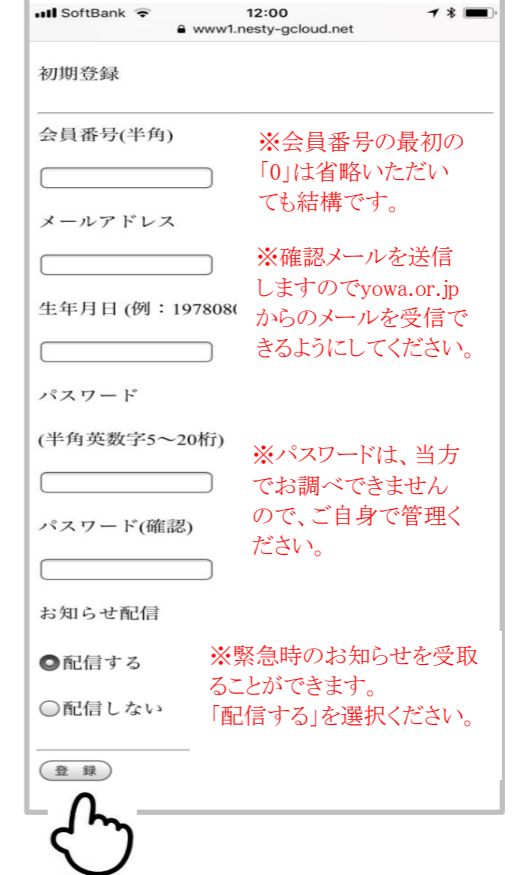 SoftBank 12:00
www1.nesty-gcloud.net
初期登録
会員番号(半角)
※会員番号の最初の
「0」は省略いただい
ても結構です。
メールアドレス
※確認メールを送信
しますのでyowa.or.jp
からのメールを受信で
きるようにしてください。
生年月日 (例：1978080
パスワード
(半角英数字5～20桁)
※パスワードは、当方
でお調べできません
ので、ご自身で管理く
ださい。
パスワード(確認)
お知らせ配信
配信する
配信しない
※緊急時のお知らせを受取
ることができます。
「配信する」を選択ください。
登 録